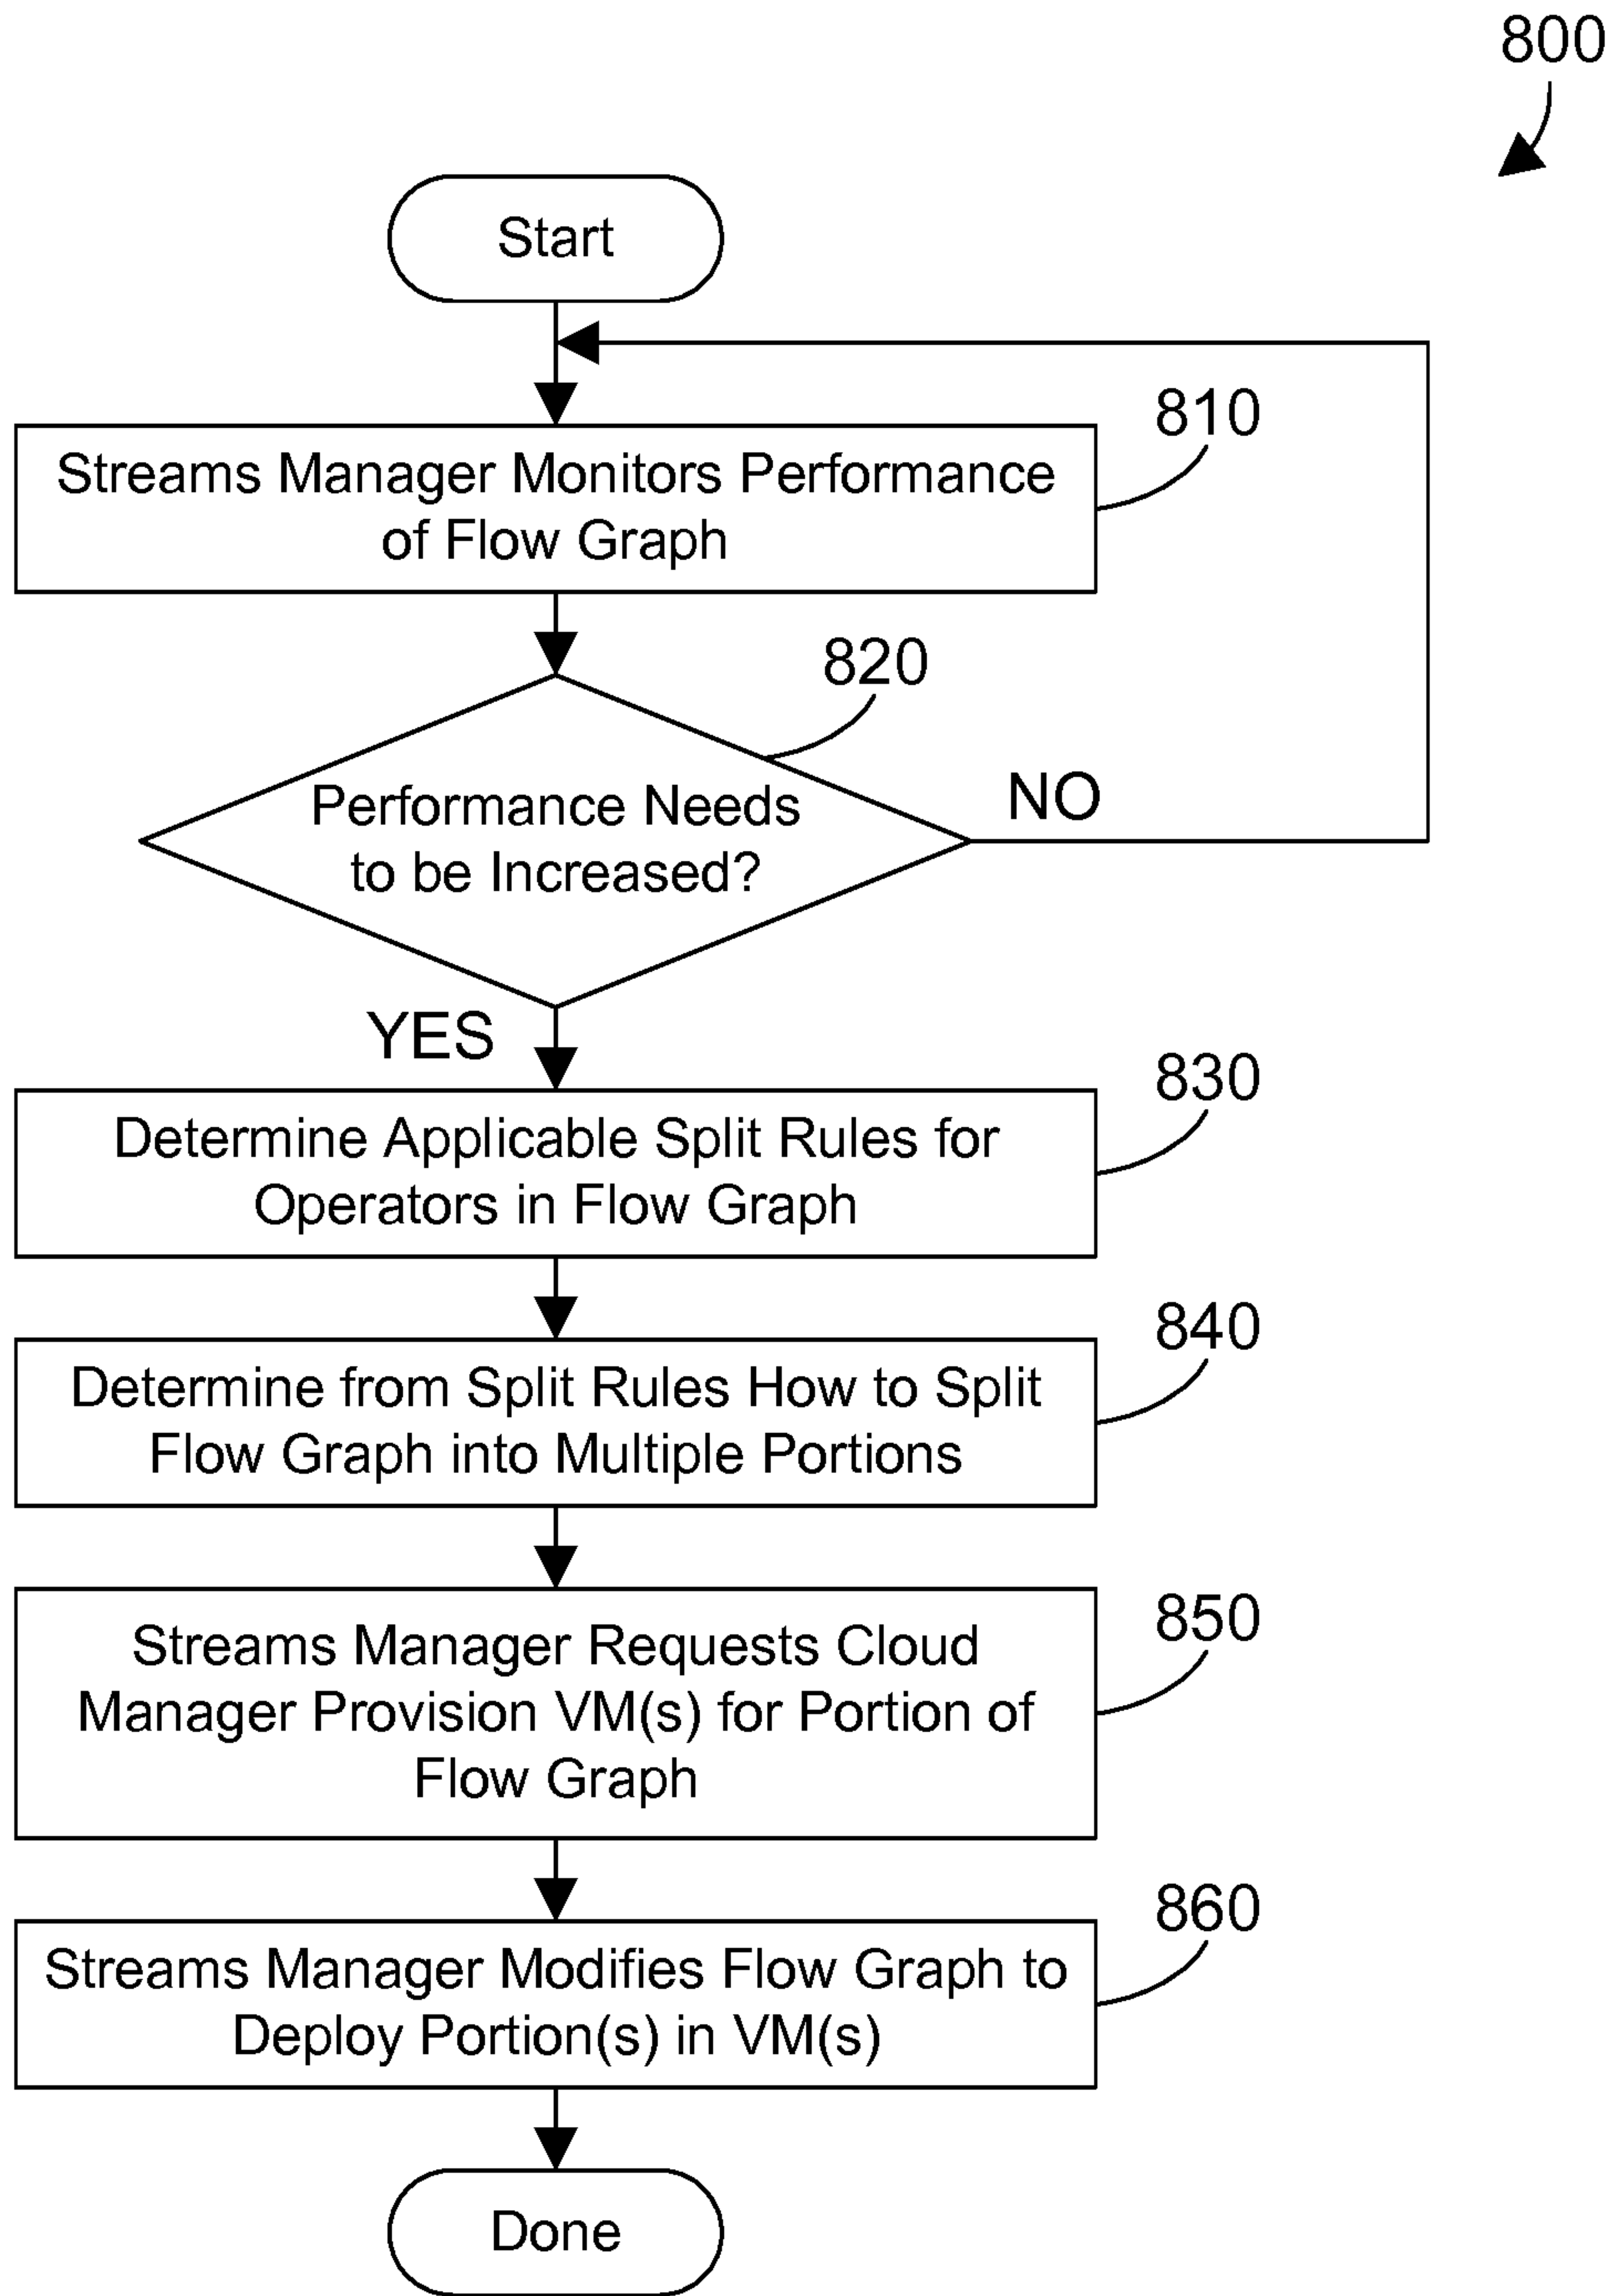 800
Start
810
Streams Manager Monitors Performance
of Flow Graph
820
Performance Needs
to be Increased?
NO
YES
830
Determine Applicable Split Rules for
Operators in Flow Graph
840
Determine from Split Rules How to Split
Flow Graph into Multiple Portions
850
Streams Manager Requests Cloud
Manager Provision VM(s) for Portion of
Flow Graph
860
Streams Manager Modifies Flow Graph to
Deploy Portion(s) in VM(s)
Done